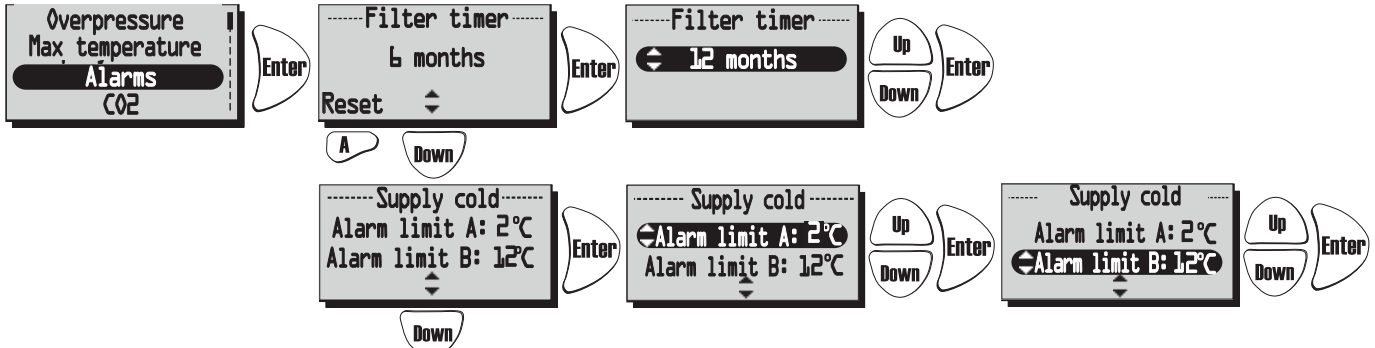 Overpressure
Max temperature
Alarms
CO2
Enter
Filter timer
6 months
Reset
A
Down
Enter
Filter timer
12 months
Up
Down
Enter
Supply cold
Alarm limit A: 2°C
Alarm limit B: 12°C
Down
Enter
Supply cold
Alarm limit A: 2°C
Alarm limit B: 12°C
Up
Down
Enter
Supply cold
Alarm limit A: 2°C
Alarm limit B: 12°C
Up
Down
Enter